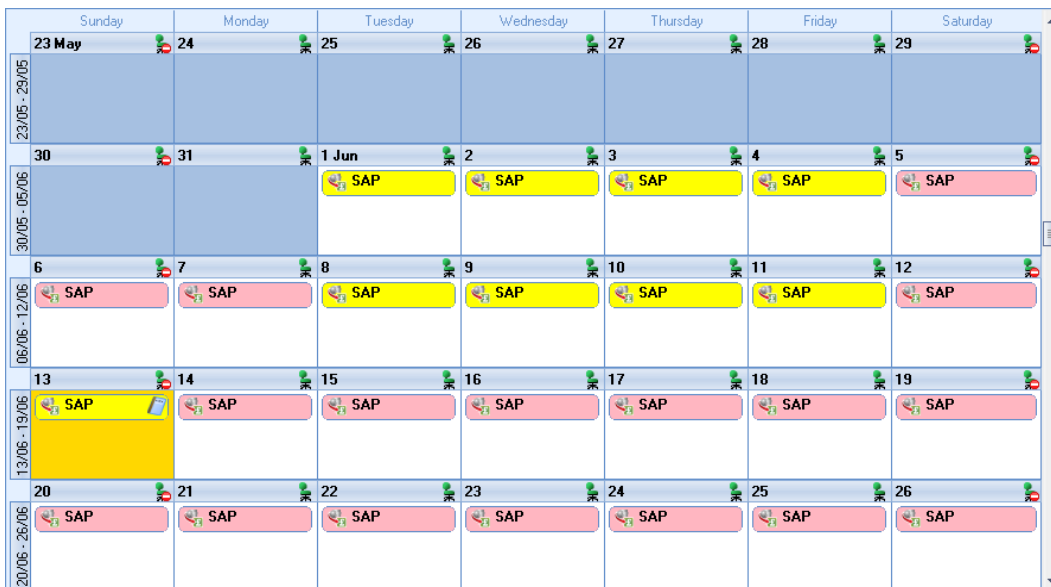 Sunday Monday Tuesday Wednesday Thursday Friday Saturday
23/05 - 29/05
23 May 24 25 26 27 28 29
30/05 - 05/06
30 31 1 Jun 2 3 4 5
SAP SAP SAP SAP SAP
06/06 - 12/06
6 7 8 9 10 11 12
SAP SAP SAP SAP SAP SAP SAP
13/06 - 19/06
13 14 15 16 17 18 19
SAP SAP SAP SAP SAP SAP SAP
20/06 - 26/06
20 21 22 23 24 25 26
SAP SAP SAP SAP SAP SAP SAP